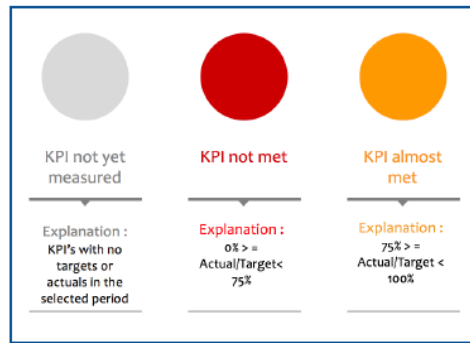 KPI not yet
measured
Explanation :
KPI's with no
targets or
actuals in the
selected period
KPI not met
Explanation :
0% > =
Actual/Target<
75%
KPI almost
met
Explanation :
75% > =
Actual/Target <
100%